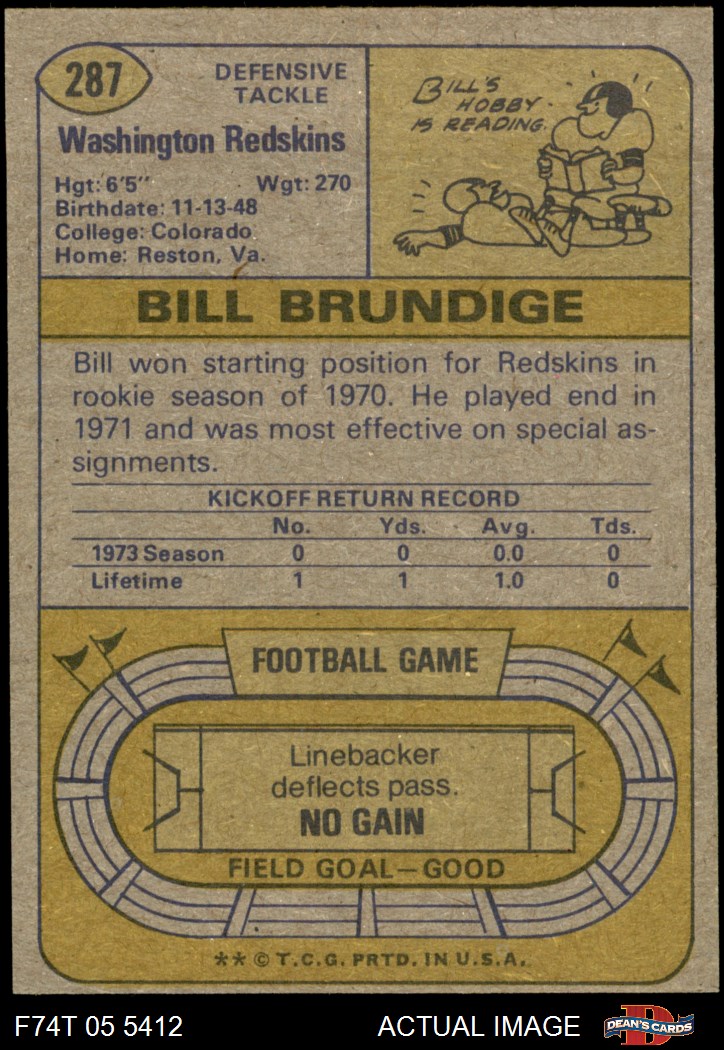 287
DEFENSIVE
TACKLE
Washington Redskins
Hgt: 6'5" Wgt: 270
Birthdate: 11-13-48
College: Colorado
Home: Reston, Va.
BILL'S
HOBBY
IS READING.
BILL BRUNDIGE
Bill won starting position for Redskins in
rookie season of 1970. He played end in
1971 and was most effective on special as-
signments.
KICKOFF RETURN RECORD
No. Yds. Avg. Tds.
1973 Season 0 0 0.0 0
Lifetime 1 1 1.0 0
FOOTBALL GAME
Linebacker
deflects pass.
NO GAIN
FIELD GOAL—GOOD
** © T.C.G. PRTD. IN U.S.A.
F74T 05 5412 ACTUAL IMAGE D DEAN'S CARDS